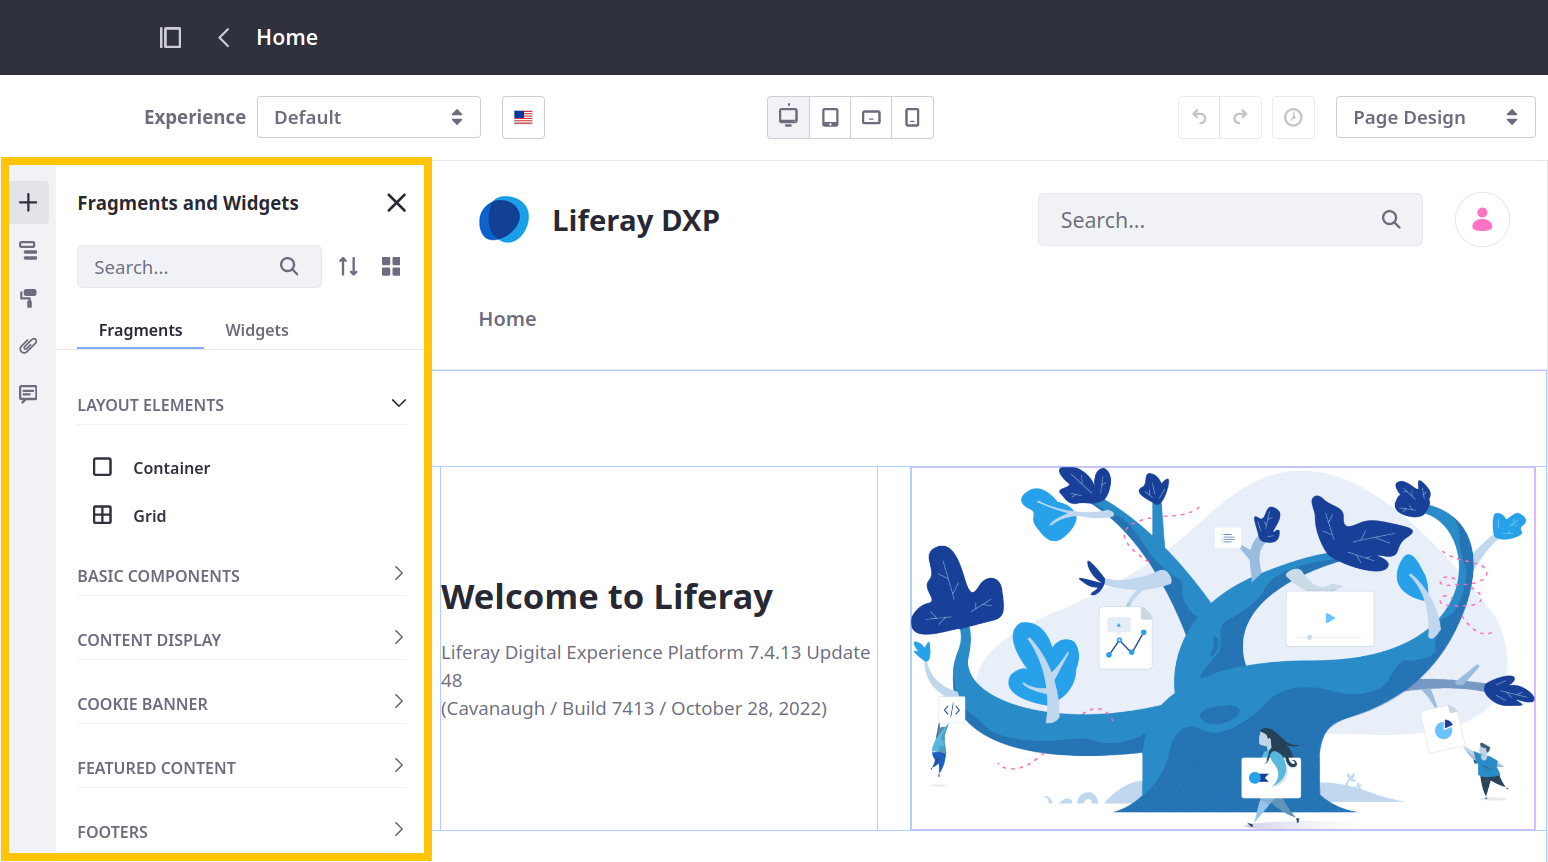 Home
Experience
Default
Page Design
Fragments and Widgets
Search...
Fragments
Widgets
LAYOUT ELEMENTS
Container
Grid
BASIC COMPONENTS
CONTENT DISPLAY
COOKIE BANNER
FEATURED CONTENT
FOOTERS
Liferay DXP
Search...
Home
Welcome to Liferay
Liferay Digital Experience Platform 7.4.13 Update
48
(Cavanaugh / Build 7413 / October 28, 2022)